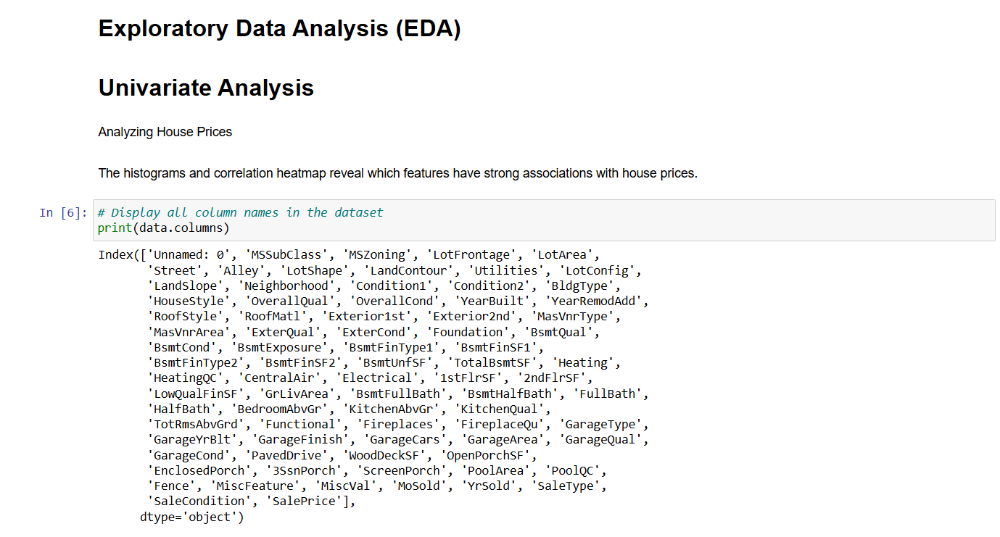 Exploratory Data Analysis (EDA)
Univariate Analysis
Analyzing House Prices
The histograms and correlation heatmap reveal which features have strong associations with house prices.
In [6]: # Display all column names in the dataset
print(data.columns)
Index(['Unnamed: 0', 'MSSubClass', 'MSZoning', 'LotFrontage', 'LotArea',
'Street', 'Alley', 'LotShape', 'LandContour', 'Utilities', 'LotConfig',
'LandSlope', 'Neighborhood', 'Condition1', 'Condition2', 'BldgType',
'HouseStyle', 'OverallQual', 'OverallCond', 'YearBuilt', 'YearRemodAdd',
'RoofStyle', 'RoofMatl', 'Exterior1st', 'Exterior2nd', 'MasVnrType',
'MasVnrArea', 'ExterQual', 'ExterCond', 'Foundation', 'BsmtQual',
'BsmtCond', 'BsmtExposure', 'BsmtFinType1', 'BsmtFinSF1',
'BsmtFinType2', 'BsmtFinSF2', 'BsmtUnfSF', 'TotalBsmtSF', 'Heating',
'HeatingQC', 'CentralAir', 'Electrical', '1stFlrSF', '2ndFlrSF',
'LowQualFinSF', 'GrLivArea', 'BsmtFullBath', 'BsmtHalfBath', 'FullBath',
'HalfBath', 'BedroomAbvGr', 'KitchenAbvGr', 'KitchenQual',
'TotRmsAbvGrd', 'Functional', 'Fireplaces', 'FireplaceQu', 'GarageType',
'GarageYrBlt', 'GarageFinish', 'GarageCars', 'GarageArea', 'GarageQual',
'GarageCond', 'PavedDrive', 'WoodDeckSF', 'OpenPorchSF',
'EnclosedPorch', '3SsnPorch', 'ScreenPorch', 'PoolArea', 'PoolQC',
'Fence', 'MiscFeature', 'MiscVal', 'MoSold', 'YrSold', 'SaleType',
'SaleCondition', 'SalePrice'],
dtype='object')